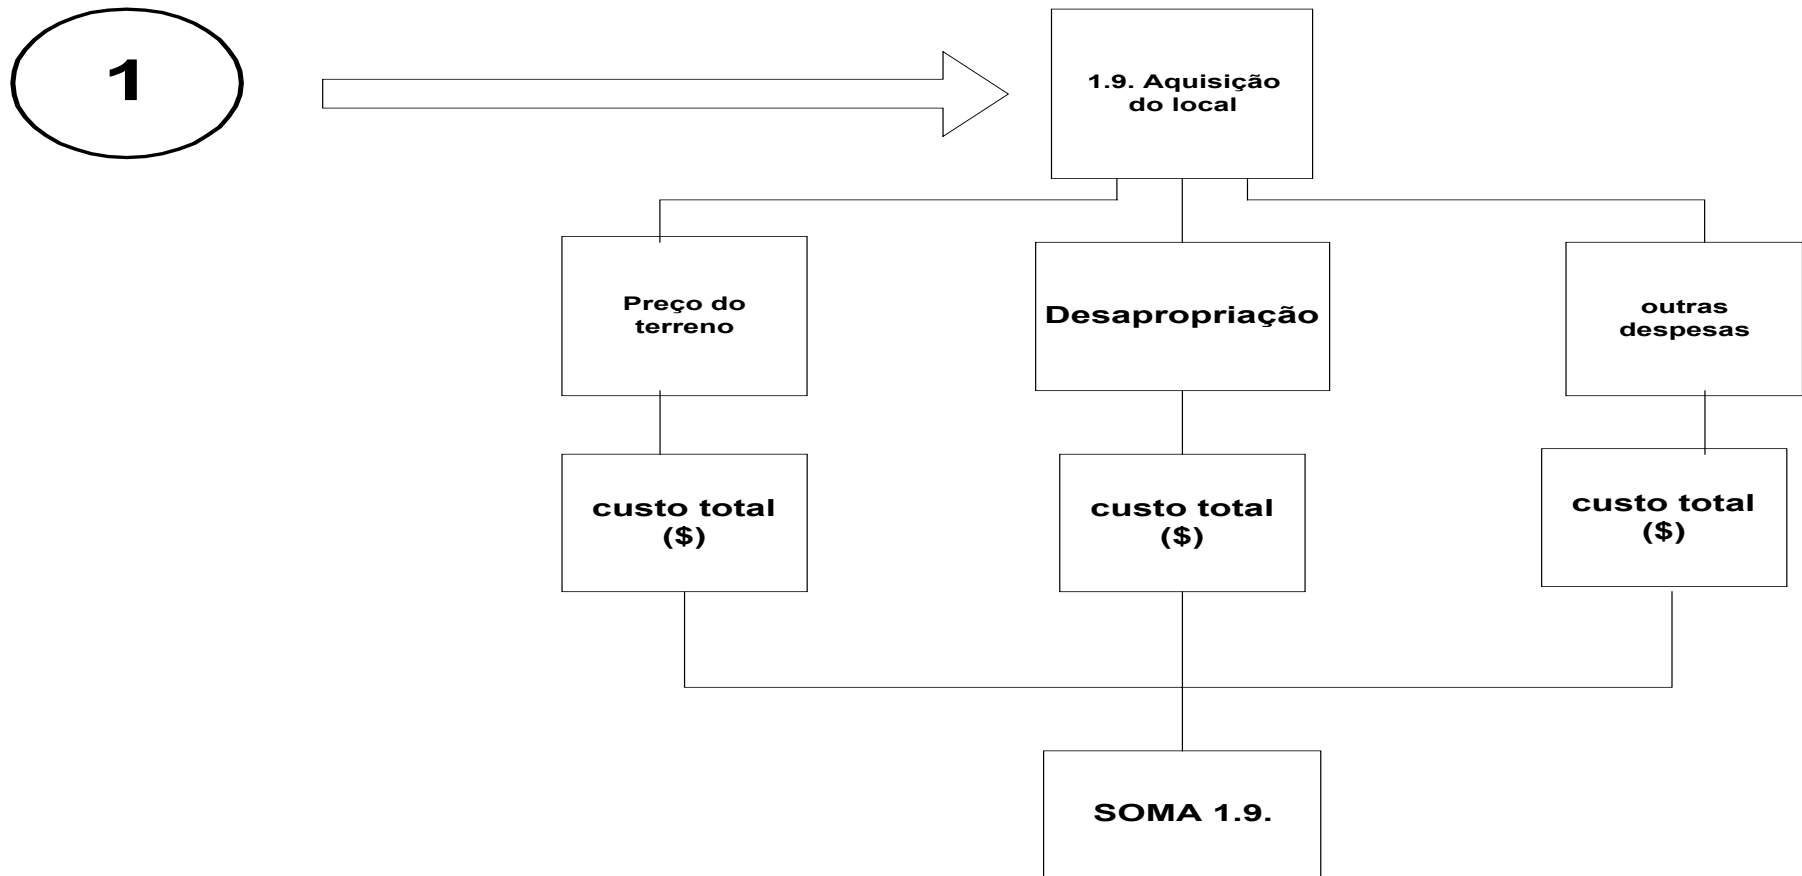 1
1.9. Aquisição
do local
Preço do
terreno
Desapropriação
outras
despesas
custo total
($)
custo total
($)
custo total
($)
SOMA 1.9.